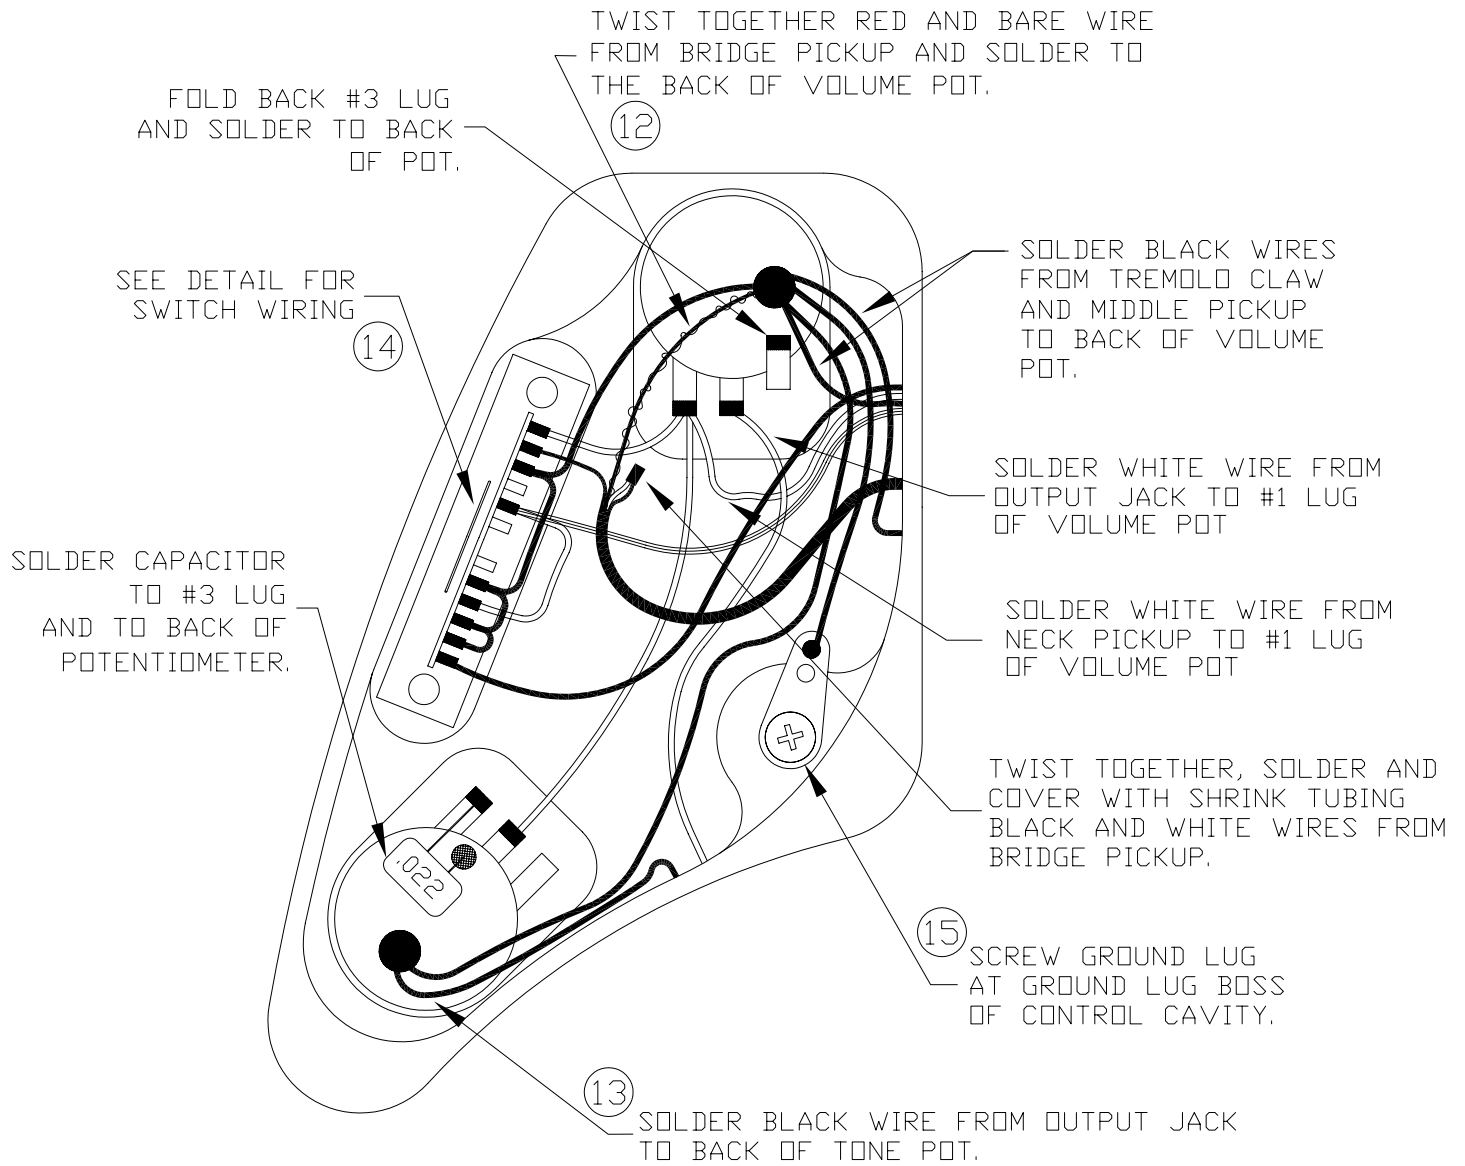 TWIST TOGETHER RED AND BARE WIRE
FROM BRIDGE PICKUP AND SOLDER TO
THE BACK OF VOLUME POT.
12
FOLD BACK #3 LUG
AND SOLDER TO BACK
OF POT.
SOLDER BLACK WIRES
FROM TREMOLO CLAW
AND MIDDLE PICKUP
TO BACK OF VOLUME
POT.
SEE DETAIL FOR
SWITCH WIRING
14
SOLDER WHITE WIRE FROM
OUTPUT JACK TO #1 LUG
OF VOLUME POT
SOLDER CAPACITOR
TO #3 LUG
AND TO BACK OF
POTENTIOMETER.
SOLDER WHITE WIRE FROM
NECK PICKUP TO #1 LUG
OF VOLUME POT
TWIST TOGETHER, SOLDER AND
COVER WITH SHRINK TUBING
BLACK AND WHITE WIRES FROM
BRIDGE PICKUP.
.022
15
SCREW GROUND LUG
AT GROUND LUG BOSS
OF CONTROL CAVITY.
13
SOLDER BLACK WIRE FROM OUTPUT JACK
TO BACK OF TONE POT.